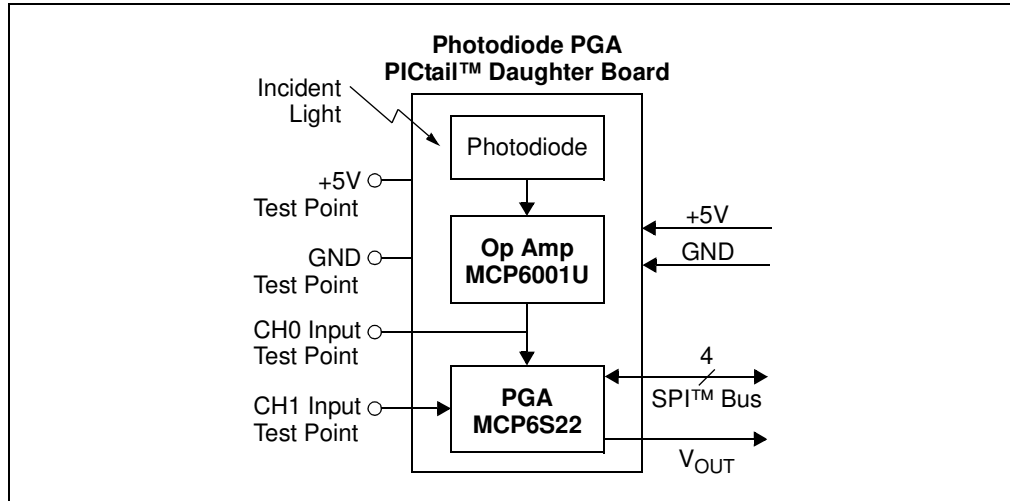 Photodiode PGA
PICtail™ Daughter Board
Incident
Light
Photodiode
+5V
Test Point
+5V
Op Amp
MCP6001U
GND
Test Point
GND
CH0 Input
Test Point
4
SPI™ Bus
PGA
MCP6S22
CH1 Input
Test Point
VOUT